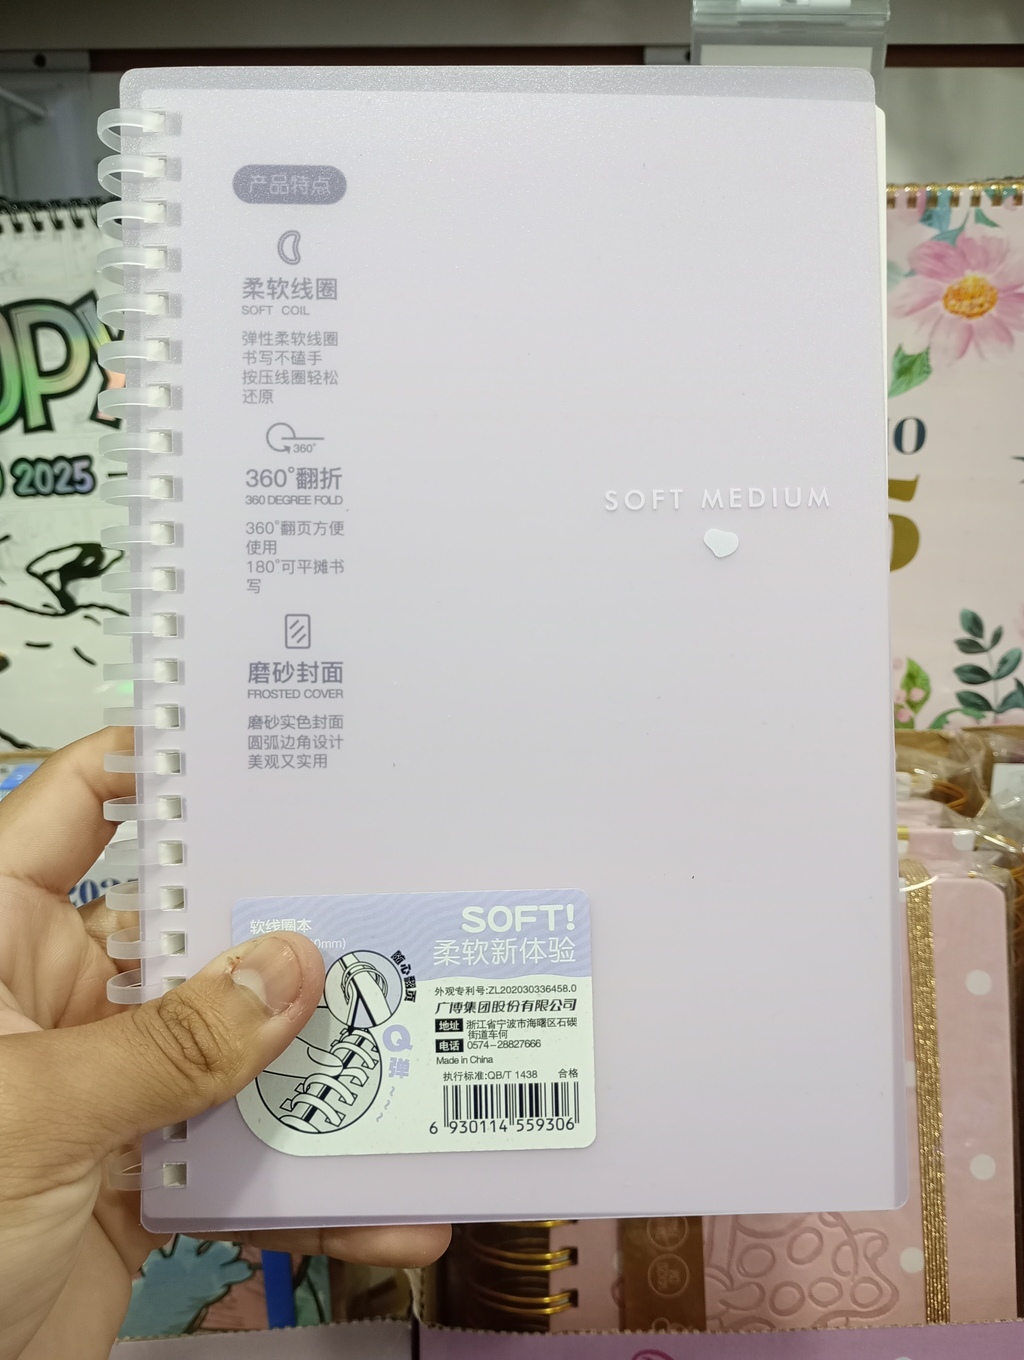 产品特点
柔软线圈
SOFT COIL
弹性柔软线圈
书写不磕手
按压线圈轻松
还原
360°
360°翻折
360 DEGREE FOLD
360°翻页方便
使用
180°可平摊书
写
磨砂封面
FROSTED COVER
磨砂实色封面
圆弧边角设计
美观又实用
SOFT MEDIUM
软线圈本
0mm)
SOFT!
柔软新体验
随心翻页
Q弹
外观专利号:ZL202030336458.0
广博集团股份有限公司
地址 浙江省宁波市海曙区石碶
街道车何
电话 0574-28827666
Made in China
执行标准:QB/T 1438 合格
6 930114 559306
2025